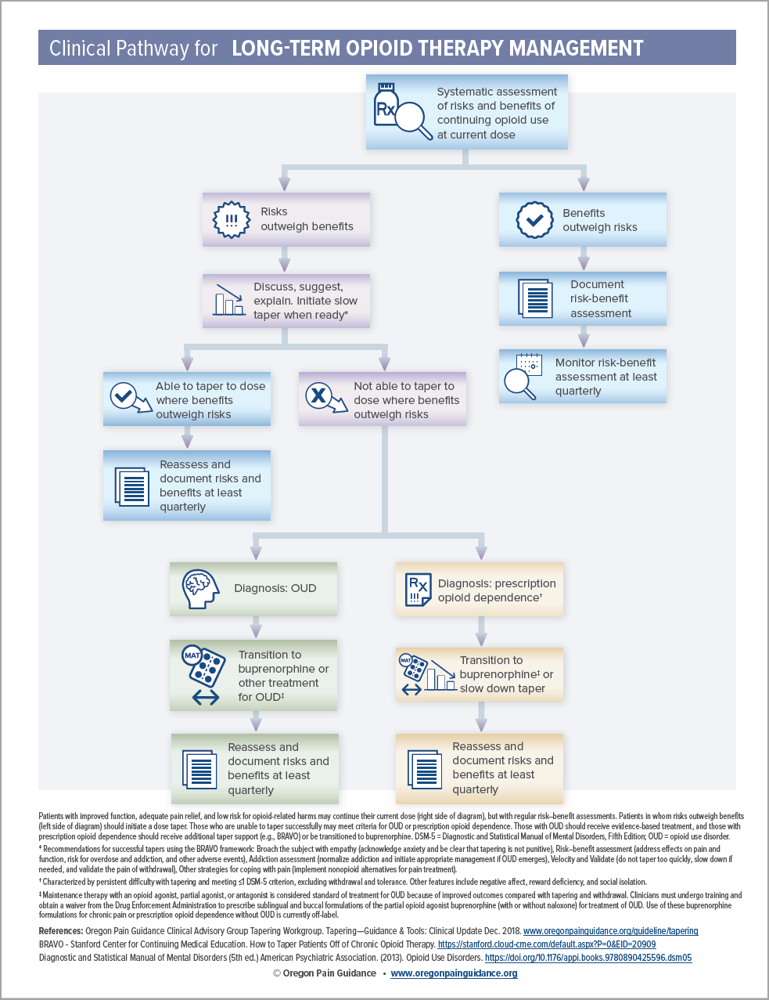 Clinical Pathway for LONG-TERM OPIOID THERAPY MANAGEMENT
Rx
Systematic assessment
of risks and benefits of
continuing opioid use
at current dose
!!!
Risks
outweigh benefits
Benefits
outweigh risks
Discuss, suggest,
explain. Initiate slow
taper when ready*
Document
risk-benefit
assessment
Monitor risk-benefit
assessment at least
quarterly
Able to taper to dose
where benefits
outweigh risks
X
Not able to taper to
dose where benefits
outweigh risks
Reassess and
document risks and
benefits at least
quarterly
Diagnosis: OUD
Rx
!!!
Diagnosis: prescription
opioid dependence†
MAT
Transition to
buprenorphine or
other treatment
for OUD‡
MAT
Transition to
buprenorphine‡ or
slow down taper
Reassess and
document risks and
benefits at least
quarterly
Reassess and
document risks and
benefits at least
quarterly
Patients with improved function, adequate pain relief, and low risk for opioid-related harms may continue their current dose (right side of diagram), but with regular risk–benefit assessments. Patients in whom risks outweigh benefits
(left side of diagram) should initiate a dose taper. Those who are unable to taper successfully may meet criteria for OUD or prescription opioid dependence. Those with OUD should receive evidence-based treatment, and those with
prescription opioid dependence should receive additional taper support (e.g., BRAVO) or be transitioned to buprenorphine. DSM-5 = Diagnostic and Statistical Manual of Mental Disorders, Fifth Edition; OUD = opioid use disorder.
* Recommendations for successful tapers using the BRAVO framework: Broach the subject with empathy (acknowledge anxiety and be clear that tapering is not punitive), Risk–benefit assessment (address effects on pain and
function, risk for overdose and addiction, and other adverse events), Addiction assessment (normalize addiction and initiate appropriate management if OUD emerges), Velocity and Validate (do not taper too quickly, slow down if
needed, and validate the pain of withdrawal), Other strategies for coping with pain (implement nonopioid alternatives for pain treatment).
† Characterized by persistent difficulty with tapering and meeting ≤1 DSM-5 criterion, excluding withdrawal and tolerance. Other features include negative affect, reward deficiency, and social isolation.
‡ Maintenance therapy with an opioid agonist, partial agonist, or antagonist is considered standard of treatment for OUD because of improved outcomes compared with tapering and withdrawal. Clinicians must undergo training and
obtain a waiver from the Drug Enforcement Administration to prescribe sublingual and buccal formulations of the partial opioid agonist buprenorphine (with or without naloxone) for treatment of OUD. Use of these buprenorphine
formulations for chronic pain or prescription opioid dependence without OUD is currently off-label.
References: Oregon Pain Guidance Clinical Advisory Group Tapering Workgroup. Tapering—Guidance & Tools: Clinical Update Dec. 2018. www.oregonpainguidance.org/guideline/tapering
BRAVO - Stanford Center for Continuing Medical Education. How to Taper Patients Off of Chronic Opioid Therapy. https://stanford.cloud-cme.com/default.aspx?P=0&EID=20909
Diagnostic and Statistical Manual of Mental Disorders (5th ed.) American Psychiatric Association. (2013). Opioid Use Disorders. https://doi.org/10.1176/appi.books.9780890425596.dsm05
© Oregon Pain Guidance • www.oregonpainguidance.org